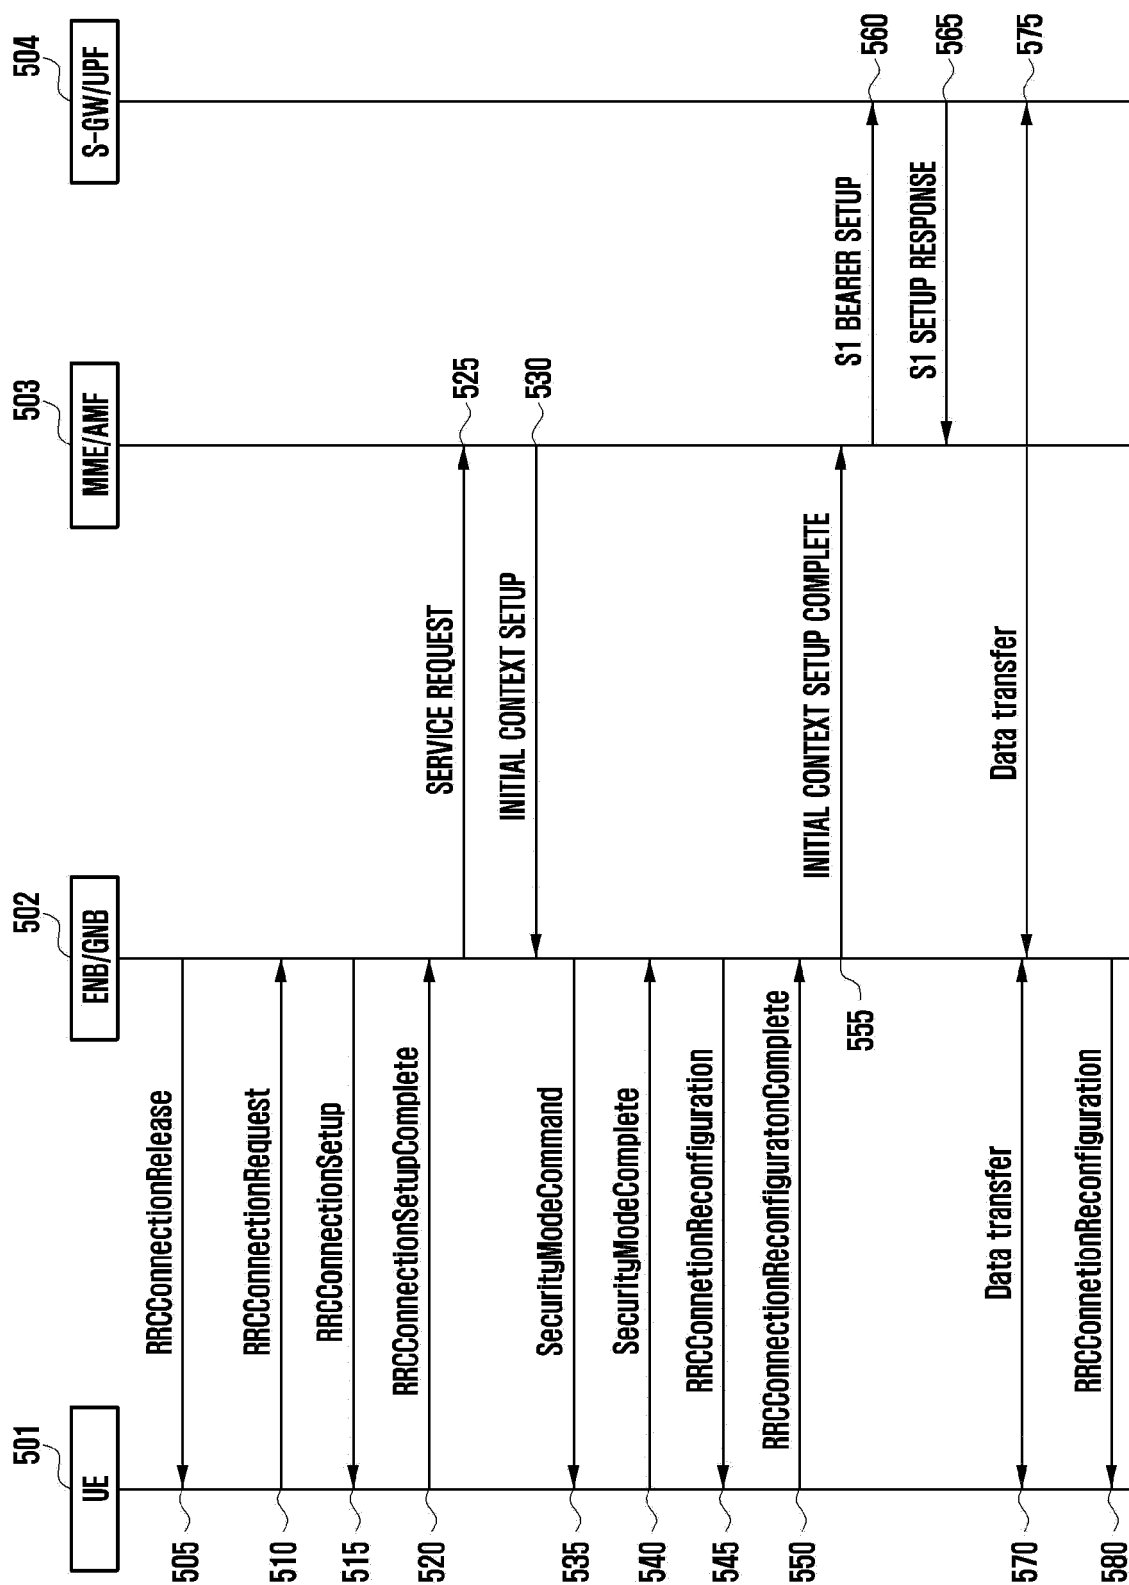 501
502
503
504
UE
ENB/GNB
MME/AMF
S-GW/UPF
505
RRCConnectionRelease
510
RRCConnectionRequest
515
RRCConnectionSetup
520
RRCConnectionSetupComplete
SERVICE REQUEST
525
INITIAL CONTEXT SETUP
530
535
SecurityModeCommand
540
SecurityModeComplete
545
RRCConnetionReconfiguration
550
RRCConnectionReconfiguratonComplete
INITIAL CONTEXT SETUP COMPLETE
555
S1 BEARER SETUP
560
S1 SETUP RESPONSE
565
570
Data transfer
Data transfer
575
580
RRCConnetionReconfiguration